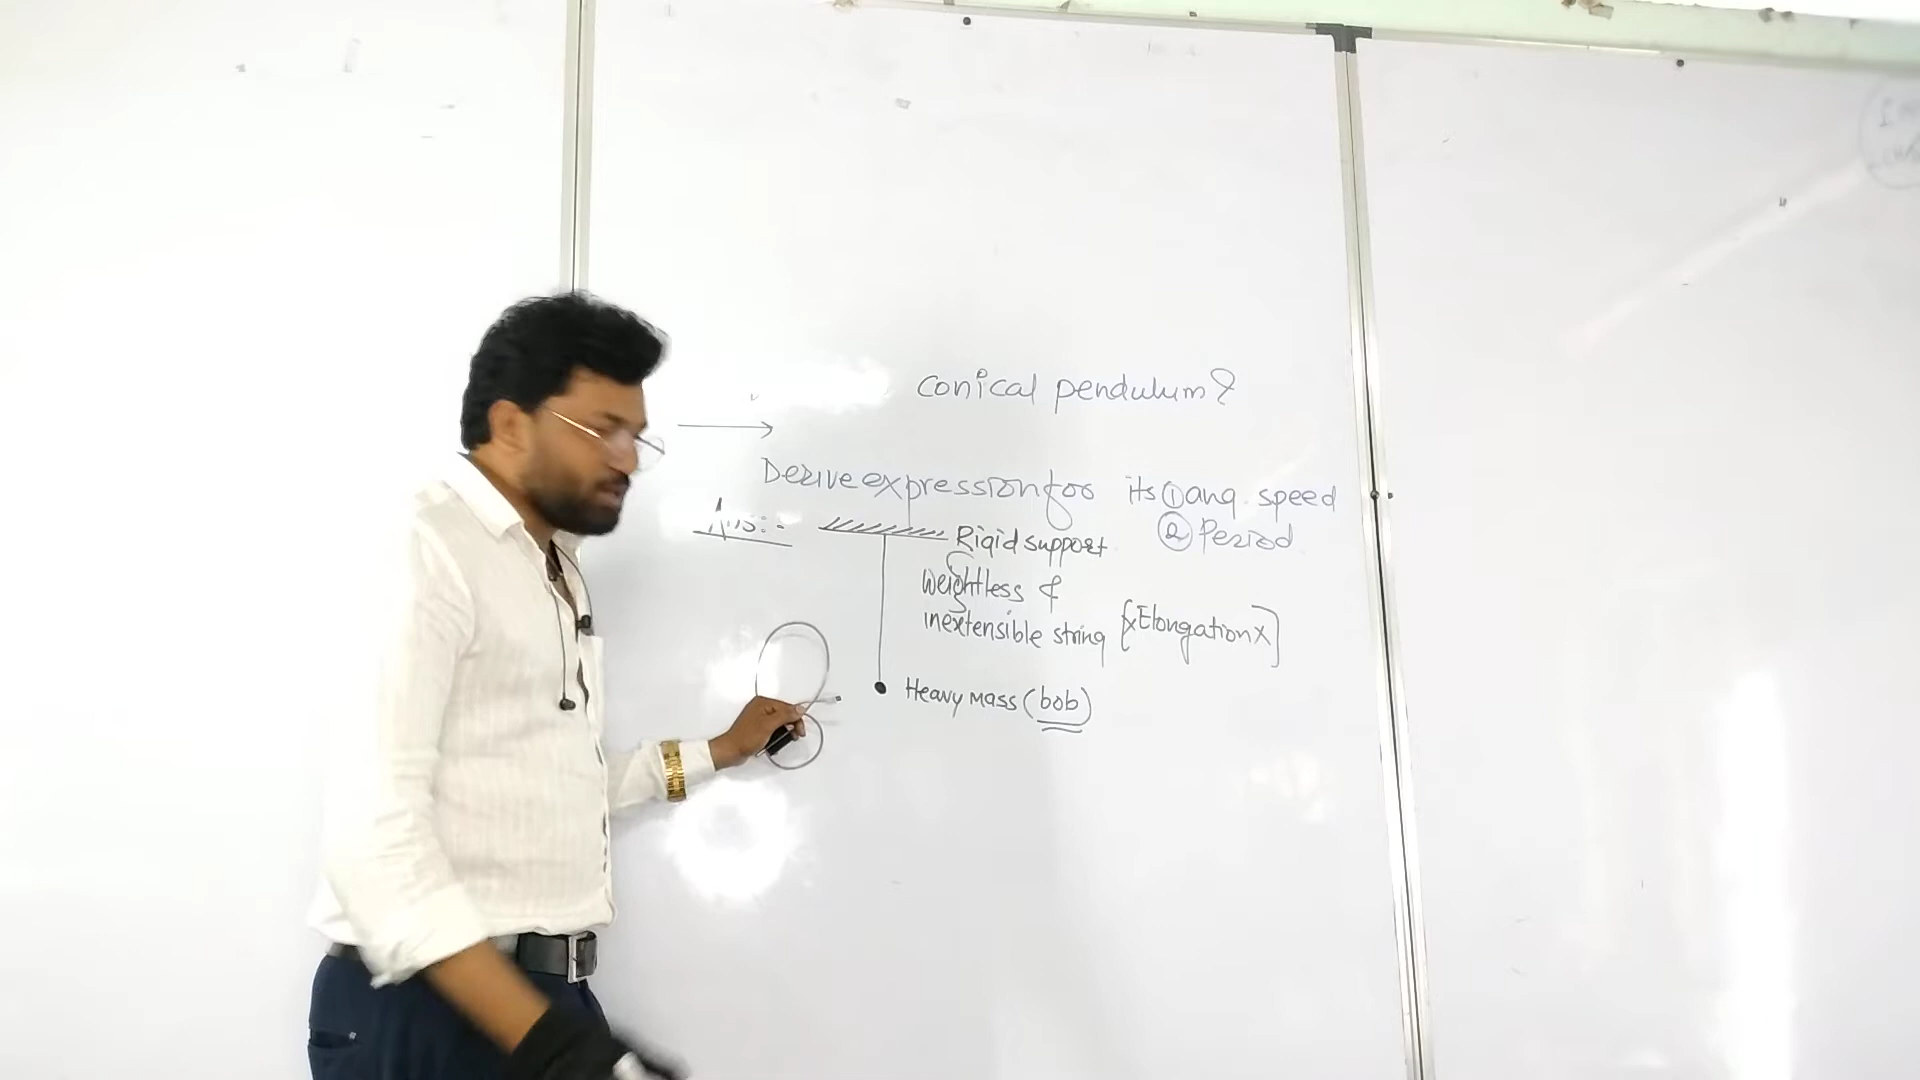 conical pendulum?
Derive expression for its ① ang. speed
② Period
Ans:-
Rigid support
weightless &
inextensible string {xElongationx]
Heavy mass (bob)